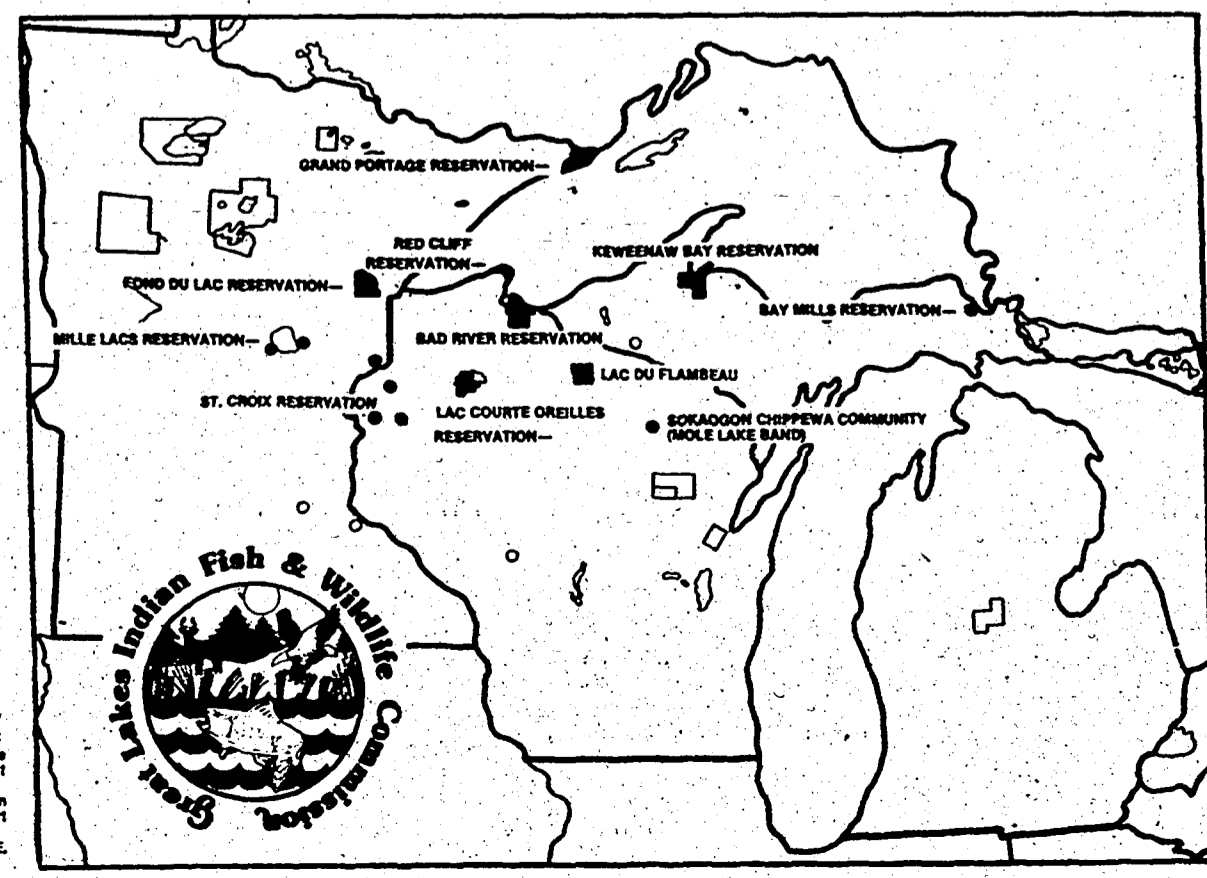 GRAND PORTAGE RESERVATION—
RED CLIFF
RESERVATION—
KEWEENAW BAY RESERVATION
FOND DU LAC RESERVATION—
BAY MILLS RESERVATION—
MILLE LACS RESERVATION—
BAD RIVER RESERVATION
LAC DU FLAMBEAU
ST. CROIX RESERVATION
LAC COURTE OREILLES
RESERVATION—
SOKAOGON CHIPPEWA COMMUNITY
(MOLE LAKE BAND)
Great Lakes Indian Fish & Wildlife Commission